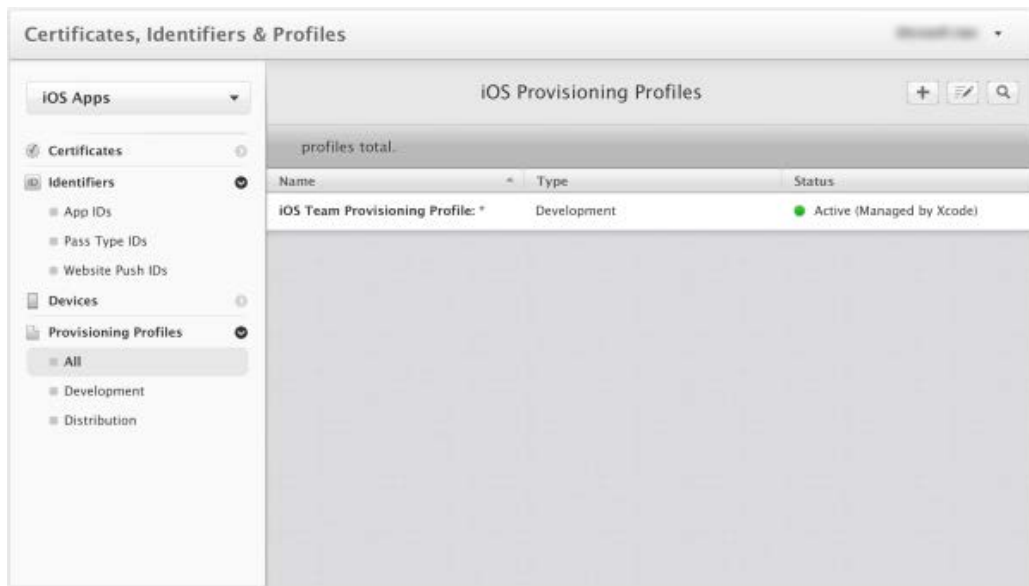 Certificates, Identifiers & Profiles
iOS Apps
Certificates
Identifiers
App IDs
Pass Type IDs
Website Push IDs
Devices
Provisioning Profiles
All
Development
Distribution
iOS Provisioning Profiles
profiles total.
Name Type Status
iOS Team Provisioning Profile: * Development Active (Managed by Xcode)